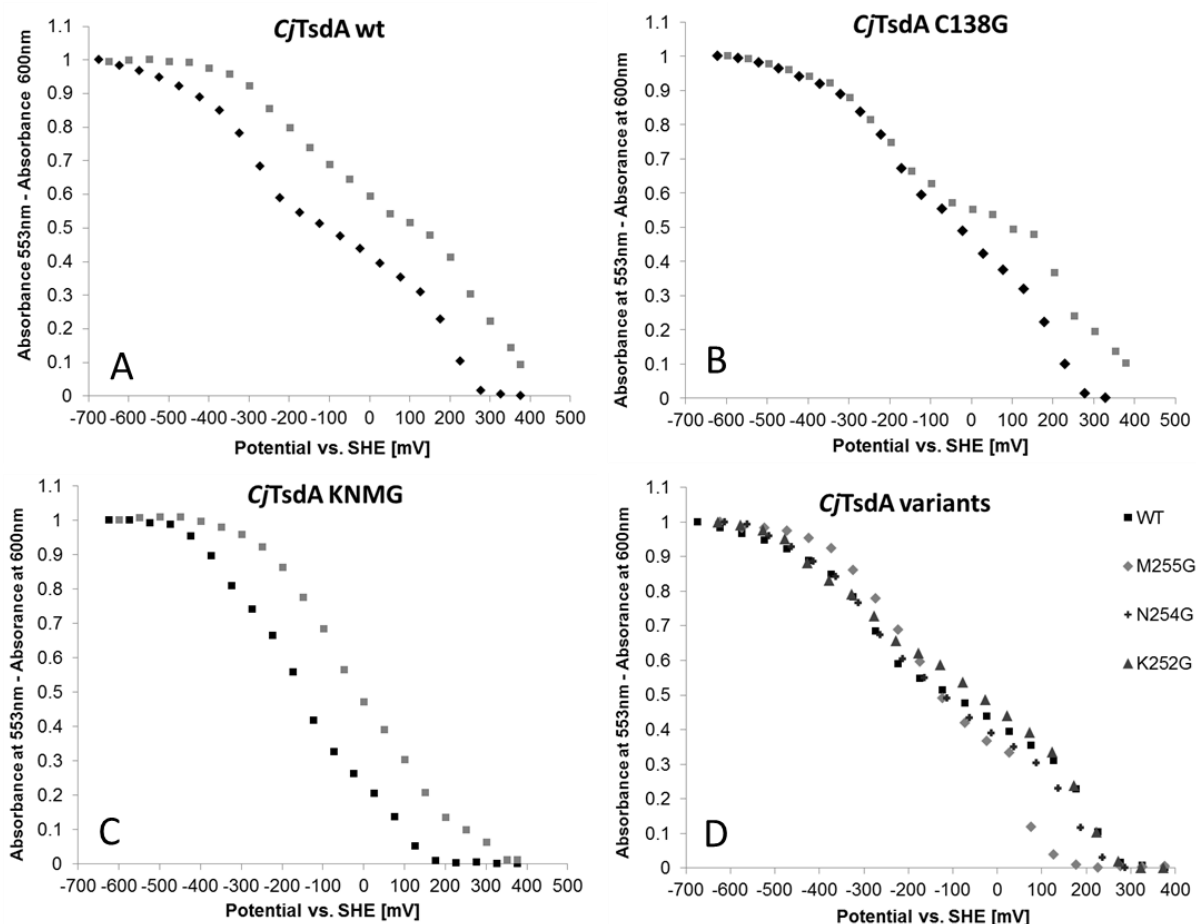 CjTsdA wt
Absorbance 553nm - Absorbance 600nm
1.1
1
0.9
0.8
0.7
0.6
0.5
0.4
0.3
0.2
0.1
0
A
-700 -600 -500 -400 -300 -200 -100 0 100 200 300 400 500
Potential vs. SHE [mV]
CjTsdA C138G
Absorbance at 553nm - Absorance at 600nm
1.1
1
0.9
0.8
0.7
0.6
0.5
0.4
0.3
0.2
0.1
0
B
-700 -600 -500 -400 -300 -200 -100 0 100 200 300 400 500
Potential vs. SHE [mV]
CjTsdA KNMG
Absorbance at 553nm - Absorance at 600nm
1.1
1
0.9
0.8
0.7
0.6
0.5
0.4
0.3
0.2
0.1
0
C
-700 -600 -500 -400 -300 -200 -100 0 100 200 300 400 500
Potential vs. SHE [mV]
CjTsdA variants
Absorbance at 553nm - Absorance at 600nm
1.1
1
0.9
0.8
0.7
0.6
0.5
0.4
0.3
0.2
0.1
0
D
WT
M255G
N254G
K252G
-700 -600 -500 -400 -300 -200 -100 0 100 200 300 400
Potential vs. SHE [mV]